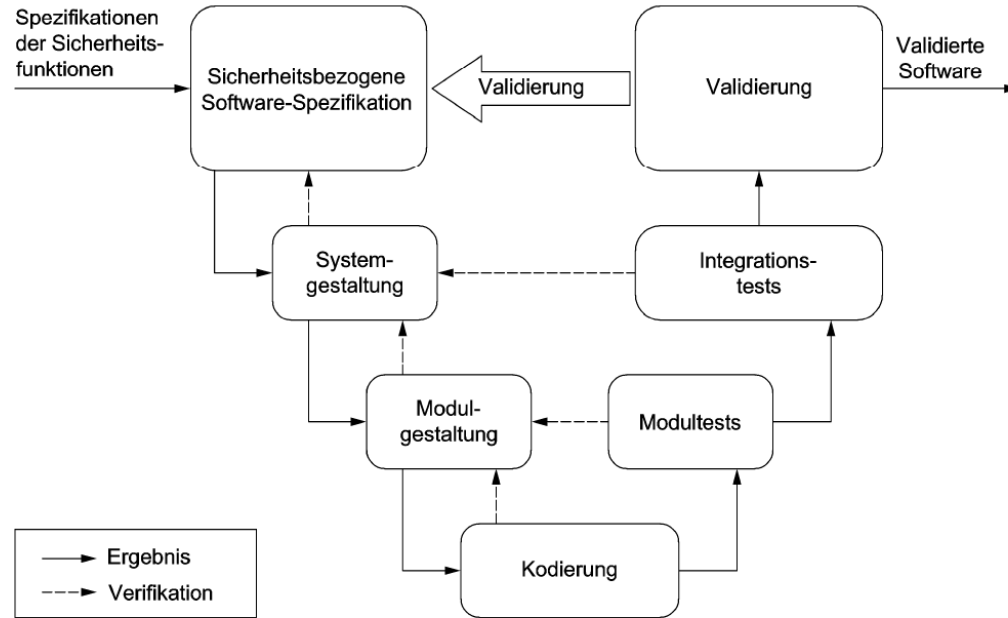 Spezifikationen
der Sicherheits-
funktionen
Sicherheitsbezogene
Software-Spezifikation
Validierung
Validierung
Validierte
Software
System-
gestaltung
Integrations-
tests
Modul-
gestaltung
Modultests
Kodierung
Ergebnis
Verifikation